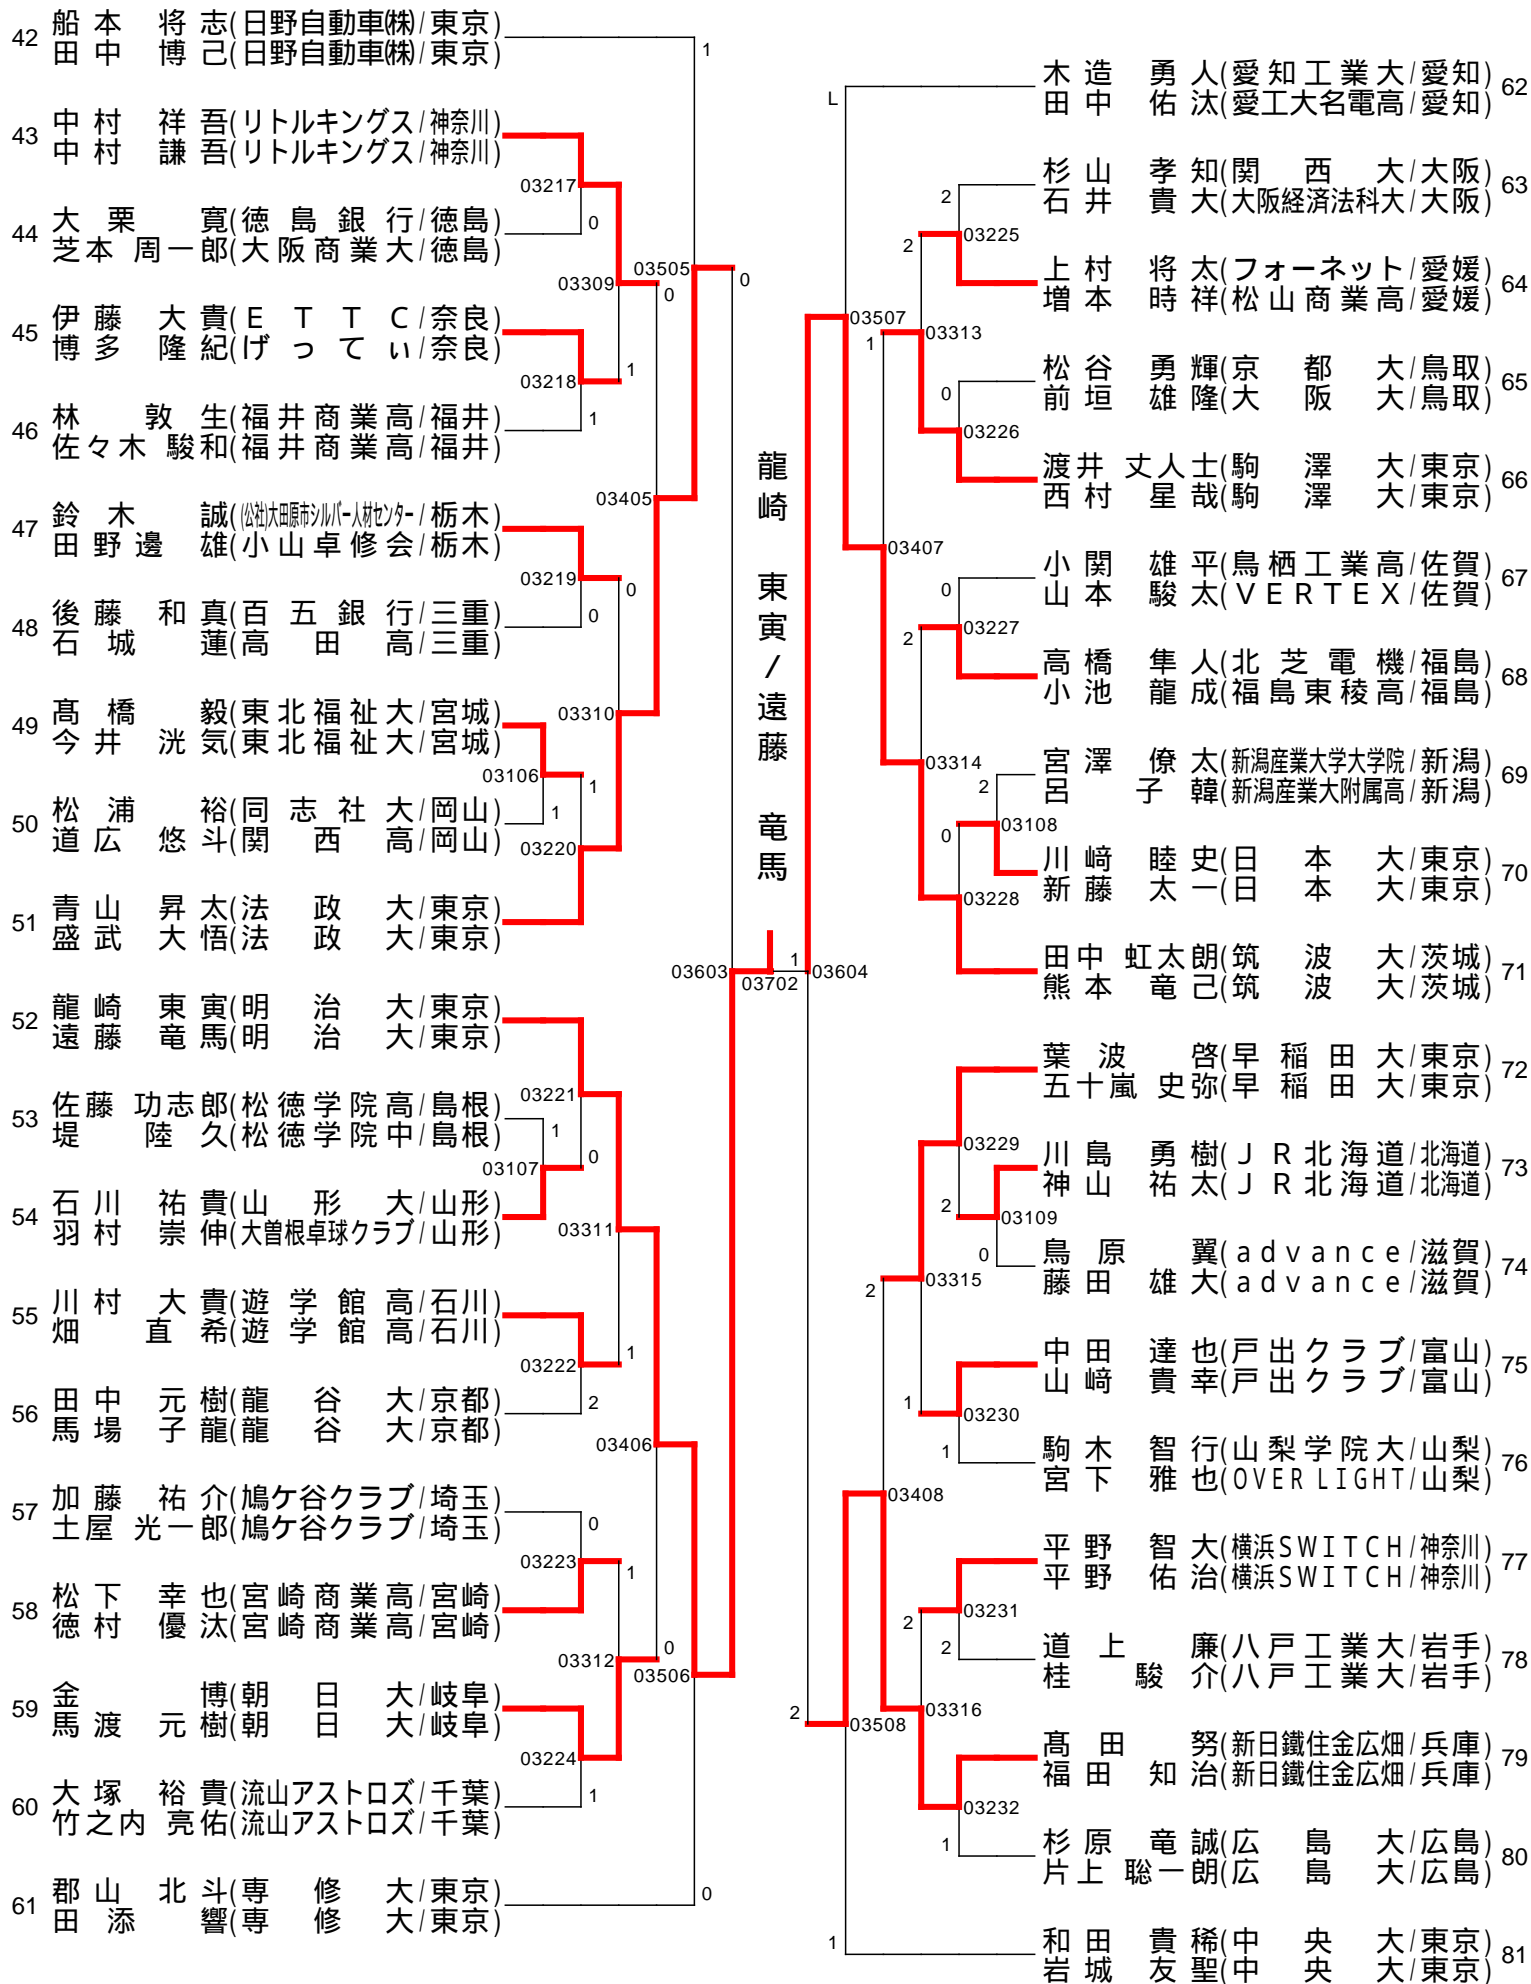 42 船本 将志(日野自動車㈱/東京)
田中 博己(日野自動車㈱/東京)
1
43 中村 祥吾(リトルキングス/神奈川)
中村 謙吾(リトルキングス/神奈川)
03217
44 大栗 寛(徳島銀行/徳島)
芝本 周一郎(大阪商業大/徳島)
0
03309
03505
0
0
45 伊藤 大貴(ETTC/奈良)
博多 隆紀(げってぃ/奈良)
03218
1
46 林 敦生(福井商業高/福井)
佐々木 駿和(福井商業高/福井)
1
03405
47 鈴木 誠((公社)大田原市シルバー人材センター/栃木)
田野邊 雄(小山卓修会/栃木)
03219
0
48 後藤 和真(百五銀行/三重)
石城 蓮(高田高/三重)
0
03310
49 髙橋 毅(東北福祉大/宮城)
今井 洸気(東北福祉大/宮城)
03106
1
50 松浦 裕(同志社大/岡山)
道広 悠斗(関西高/岡山)
1
03220
51 青山 昇太(法政大/東京)
盛武 大悟(法政大/東京)
03603
52 龍崎 東寅(明治大/東京)
遠藤 竜馬(明治大/東京)
03221
53 佐藤 功志郎(松徳学院高/島根)
堤 陸久(松徳学院中/島根)
1
03107
0
54 石川 祐貴(山形大/山形)
羽村 崇伸(大曽根卓球クラブ/山形)
03311
55 川村 大貴(遊学館高/石川)
畑 直希(遊学館高/石川)
03222
1
56 田中 元樹(龍谷大/京都)
馬場 子龍(龍谷大/京都)
2
03406
57 加藤 祐介(鳩ケ谷クラブ/埼玉)
土屋 光一郎(鳩ケ谷クラブ/埼玉)
0
03223
1
58 松下 幸也(宮崎商業高/宮崎)
徳村 優汰(宮崎商業高/宮崎)
03312
0
03506
59 金 博(朝日大/岐阜)
馬渡 元樹(朝日大/岐阜)
03224
60 大塚 裕貴(流山アストロズ/千葉)
竹之内 亮佑(流山アストロズ/千葉)
1
61 郡山 北斗(専修大/東京)
田添 響(専修大/東京)
0
龍崎 東寅/遠藤 竜馬
03702
1
03604
L
木造 勇人(愛知工業大/愛知) 62
田中 佑汰(愛工大名電高/愛知)
杉山 孝知(関西大/大阪) 63
石井 貴大(大阪経済法科大/大阪)
2
03225
2
上村 将太(フォーネット/愛媛) 64
増本 時祥(松山商業高/愛媛)
03507
03313
1
松谷 勇輝(京都大/鳥取) 65
前垣 雄隆(大阪大/鳥取)
0
03226
渡井 丈人士(駒澤大/東京) 66
西村 星哉(駒澤大/東京)
03407
小関 雄平(鳥栖工業高/佐賀) 67
山本 駿太(VERTEX/佐賀)
0
03227
2
高橋 隼人(北芝電機/福島) 68
小池 龍成(福島東稜高/福島)
03314
宮澤 僚太(新潟産業大学大学院/新潟) 69
呂 子韓(新潟産業大附属高/新潟)
2
03108
0
川﨑 睦史(日本大/東京) 70
新藤 太一(日本大/東京)
03228
田中 虹太朗(筑波大/茨城) 71
熊本 竜己(筑波大/茨城)
葉波 啓(早稲田大/東京) 72
五十嵐 史弥(早稲田大/東京)
03229
川島 勇樹(JR北海道/北海道) 73
神山 祐太(JR北海道/北海道)
2
03109
0
鳥原 翼(advance/滋賀) 74
藤田 雄大(advance/滋賀)
03315
2
中田 達也(戸出クラブ/富山) 75
山﨑 貴幸(戸出クラブ/富山)
1
03230
駒木 智行(山梨学院大/山梨) 76
宮下 雅也(OVER LIGHT/山梨)
1
03408
平野 智大(横浜SWITCH/神奈川) 77
平野 佑治(横浜SWITCH/神奈川)
03231
2
道上 廉(八戸工業大/岩手) 78
桂 駿介(八戸工業大/岩手)
2
03316
2
03508
髙田 努(新日鐵住金広畑/兵庫) 79
福田 知治(新日鐵住金広畑/兵庫)
03232
杉原 竜誠(広島大/広島) 80
片上 聡一朗(広島大/広島)
1
和田 貴稀(中央大/東京) 81
岩城 友聖(中央大/東京)
1